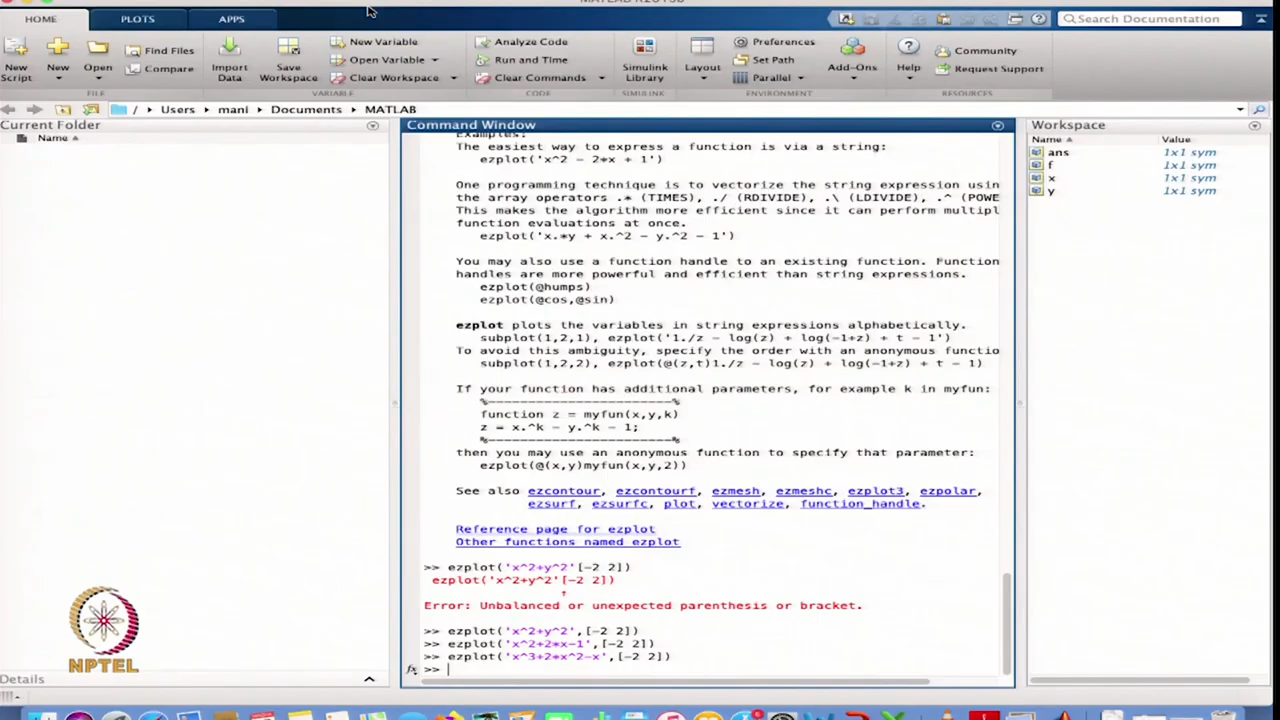 HOME PLOTS APPS Search Documentation
New Script
New
Open
Find Files
Compare
Import Data
Save Workspace
New Variable
Open Variable
Clear Workspace
Analyze Code
Run and Time
Clear Commands
Simulink Library
Layout
Preferences
Set Path
Parallel
Add-Ons
Help
Community
Request Support
FILE VARIABLE CODE SIMULINK ENVIRONMENT RESOURCES
/ Users mani Documents MATLAB
Current Folder
Name
Command Window
Examples:
The easiest way to express a function is via a string:
ezplot('x^2 - 2*x + 1')
One programming technique is to vectorize the string expression usin
the array operators .* (TIMES), ./ (RDIVIDE), .\ (LDIVIDE), .^ (POWE
This makes the algorithm more efficient since it can perform multipl
function evaluations at once.
ezplot('x.*y + x.^2 - y.^2 - 1')
You may also use a function handle to an existing function. Function
handles are more powerful and efficient than string expressions.
ezplot(@humps)
ezplot(@cos,@sin)
ezplot plots the variables in string expressions alphabetically.
subplot(1,2,1), ezplot('1./z - log(z) + log(-1+z) + t - 1')
To avoid this ambiguity, specify the order with an anonymous functio
subplot(1,2,2), ezplot(@(z,t)1./z - log(z) + log(-1+z) + t - 1)
If your function has additional parameters, for example k in myfun:
%-----------------------%
function z = myfun(x,y,k)
z = x.^k - y.^k - 1;
%-----------------------%
then you may use an anonymous function to specify that parameter:
ezplot(@(x,y)myfun(x,y,2))
See also ezcontour, ezcontourf, ezmesh, ezmeshc, ezplot3, ezpolar,
ezsurf, ezsurfc, plot, vectorize, function_handle.
Reference page for ezplot
Other functions named ezplot
>> ezplot('x^2+y^2'[-2 2])
ezplot('x^2+y^2'[-2 2])
↑
Error: Unbalanced or unexpected parenthesis or bracket.
>> ezplot('x^2+y^2',[-2 2])
>> ezplot('x^2+2*x-1',[-2 2])
>> ezplot('x^3+2*x^2-x',[-2 2])
fx >>
Workspace
Name Value
ans 1x1 sym
f 1x1 sym
x 1x1 sym
y 1x1 sym
NPTEL
Details